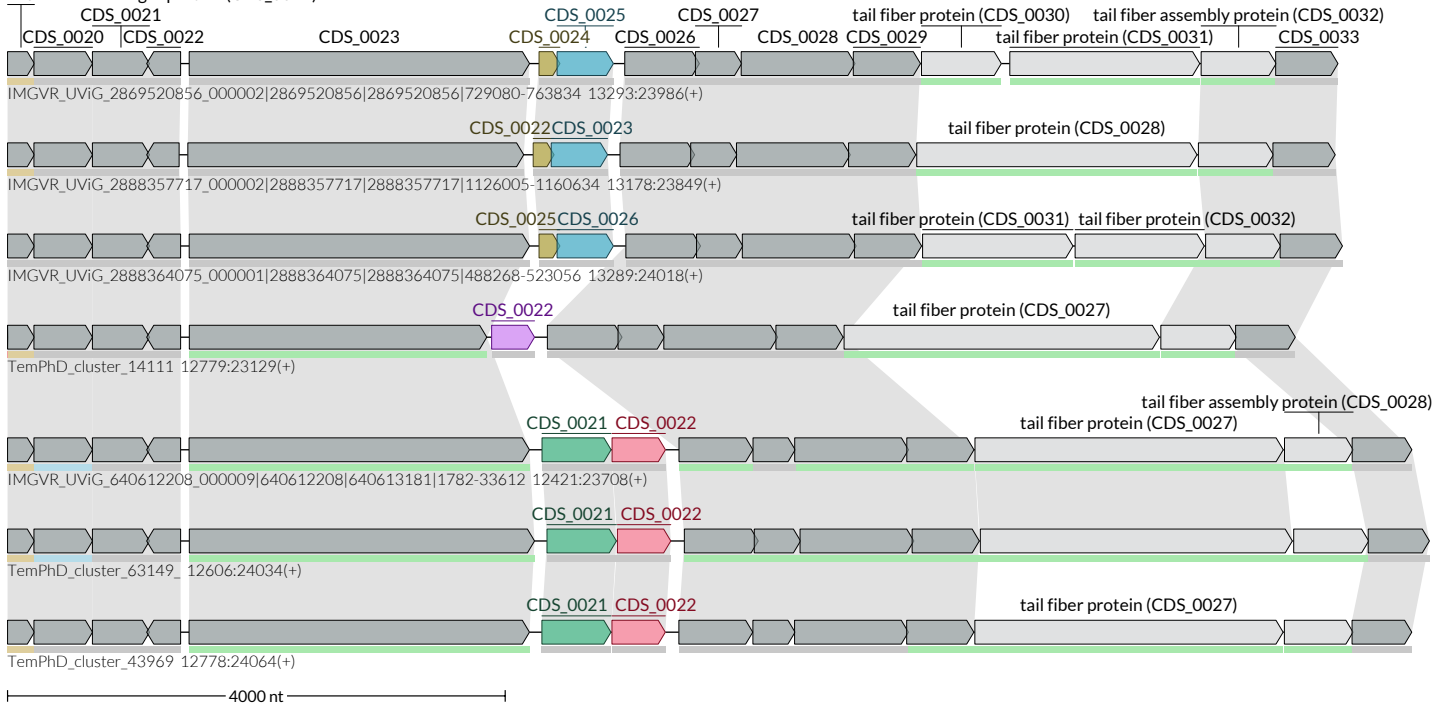 CDS_0021 CDS_0025 CDS_0027 tail fiber protein (CDS_0030) tail fiber assembly protein (CDS_0032)
CDS_0020 CDS_0022 CDS_0023 CDS_0024 CDS_0026 CDS_0028 CDS_0029 tail fiber protein (CDS_0031) CDS_0033
IMGVR_UViG_2869520856_000002|2869520856|2869520856|729080-763834 13293:23986(+)
CDS_0022 CDS_0023 tail fiber protein (CDS_0028)
IMGVR_UViG_2888357717_000002|2888357717|2888357717|1126005-1160634 13178:23849(+)
CDS_0025 CDS_0026 tail fiber protein (CDS_0031) tail fiber protein (CDS_0032)
IMGVR_UViG_2888364075_000001|2888364075|2888364075|488268-523056 13289:24018(+)
CDS_0022 tail fiber protein (CDS_0027)
TemPhD_cluster_14111 12779:23129(+)
tail fiber assembly protein (CDS_0028)
CDS_0021 CDS_0022 tail fiber protein (CDS_0027)
IMGVR_UViG_640612208_000009|640612208|640613181|1782-33612 12421:23708(+)
CDS_0021 CDS_0022
TemPhD_cluster_63149_ 12606:24034(+)
CDS_0021 CDS_0022 tail fiber protein (CDS_0027)
TemPhD_cluster_43969 12778:24064(+)
4000 nt